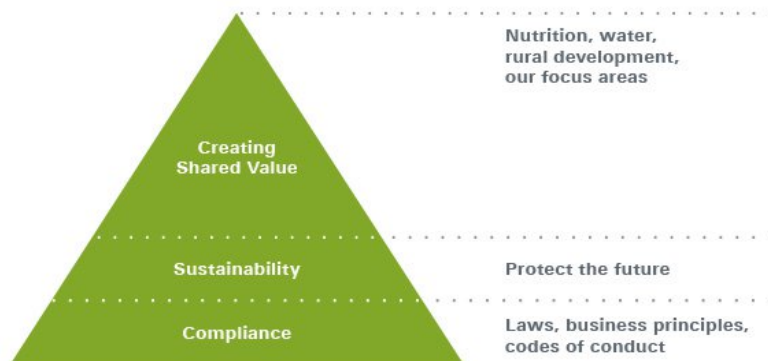 Nutrition, water,
rural development,
our focus areas
Creating
Shared Value
Sustainability
Protect the future
Compliance
Laws, business principles,
codes of conduct